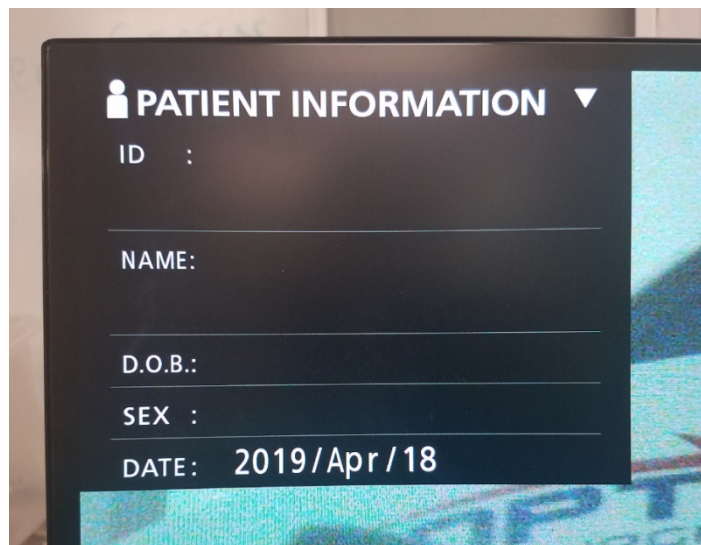 PATIENT INFORMATION
ID :
NAME:
D.O.B.:
SEX :
DATE: 2019/Apr/18